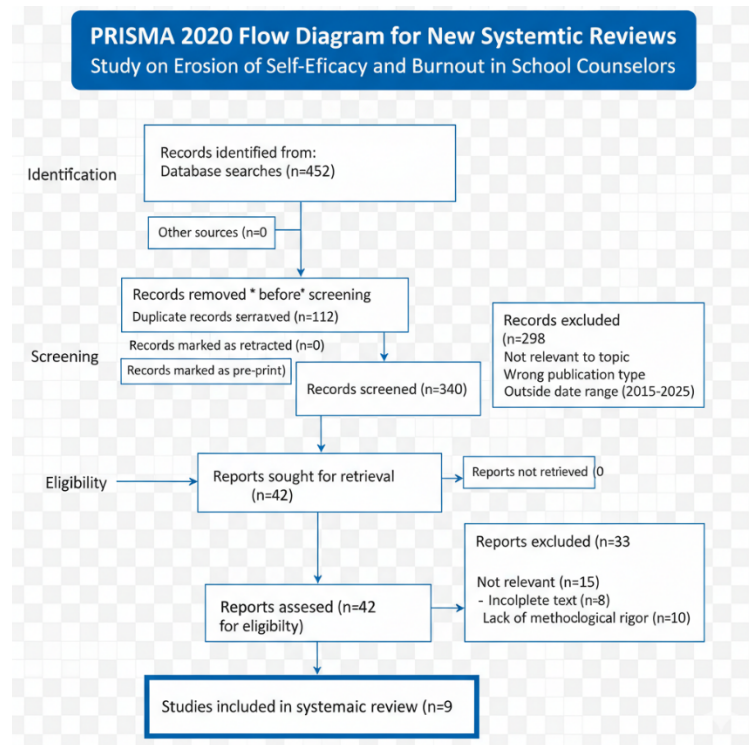 PRISMA 2020 Flow Diagram for New Systemtic Reviews
Study on Erosion of Self-Eficacy and Burnout in School Counselors
Identification
Records identified from:
Database searches (n=452)
Other sources (n=0
Records removed * before* screening
Duplicate records (n=112)
Records marked as retracted (n=0)
Records marked as pre-print)
Screening
Records screened (n=340)
Records excluded
(n=298
Not relevant to topic
Wrong publication type
Outside date range (2015-2025)
Eligibility
Reports sought for retrieval
(n=42)
Reports not retrieved (0
Reports assesed (n=42
for eligibilty)
Reports excluded (n=33
Not relevant (n=15)
- Incolplete text (n=8)
Lack of methological rigor (n=10)
Studies included in systemaic review (n=9